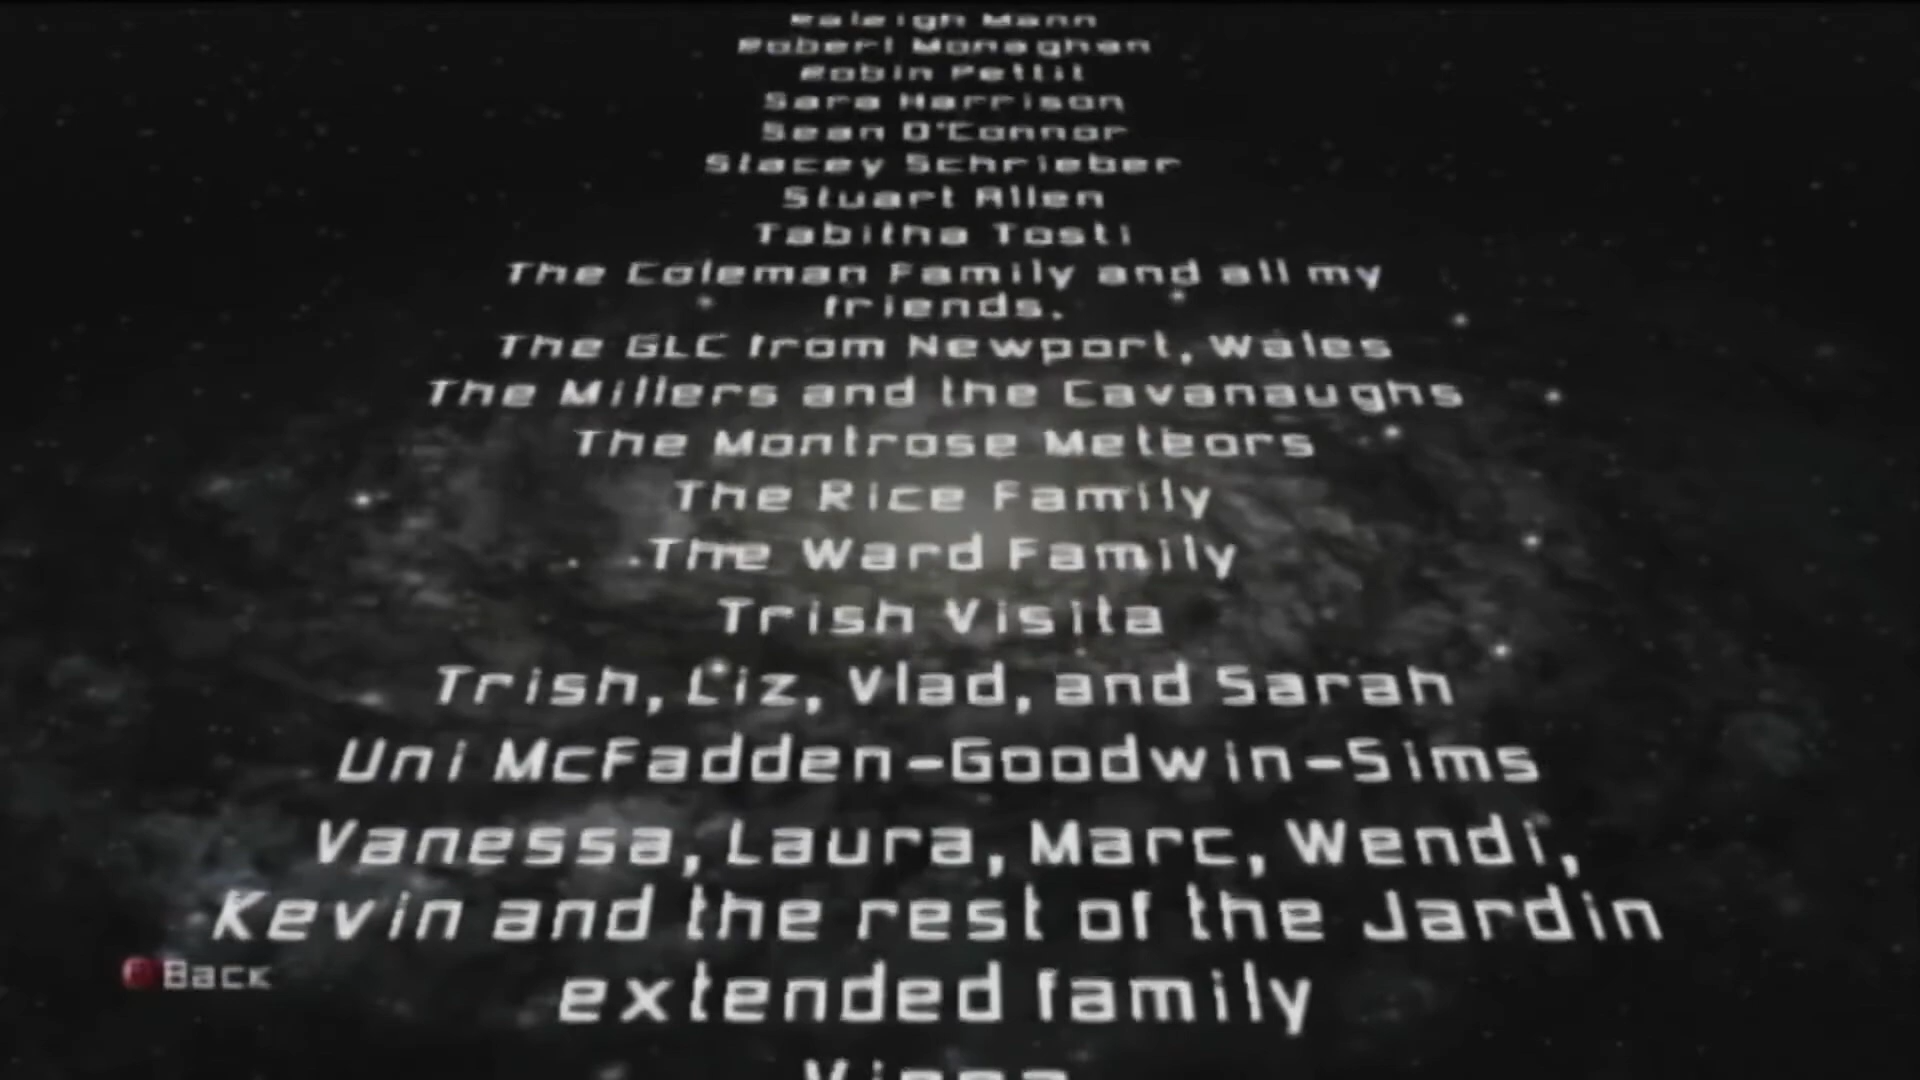 Raleigh Mann
Robert Monaghan
Robin Pettit
Sara Harrison
Sean O'Connor
Stacey Schrieber
Stuart Allen
Tabitha Tosti
The Coleman Family and all my
friends.
The GLC from Newport, Wales
The Millers and the Cavanaughs
The Montrose Meteors
The Rice Family
The Ward Family
Trish Visita
Trish, Liz, Vlad, and Sarah
Uni McFadden-Goodwin-Sims
Vanessa, Laura, Marc, Wendi,
Kevin and the rest of the Jardin
Back
extended family